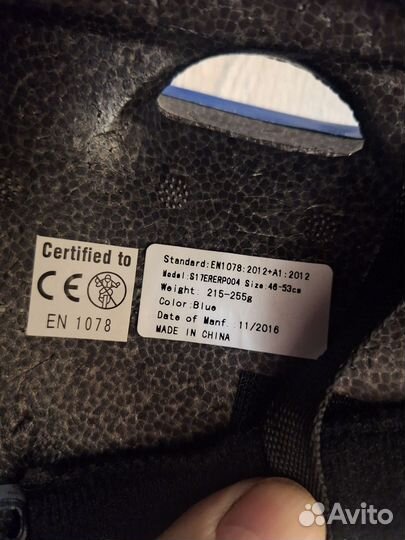 Certified to
CE
EN 1078
Standard:EN1078:2012+A1:2012
Model:S17ERERP004 Size:46-53cm
Weight: 215-255g
Color:Blue
Date of Manf.:11/2016
MADE IN CHINA
Avito